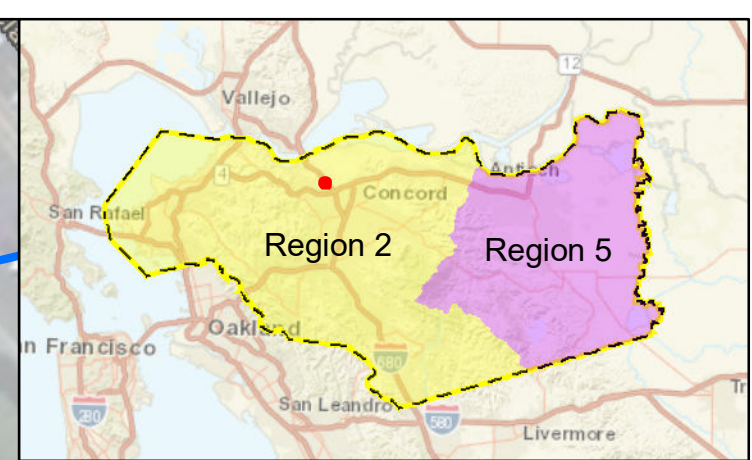 12
Vallejo
Antioch
4
Concord
San Rafael
Region 2
Region 5
Oakland
n Francisco
680
San Leandro
280
580
Livermore
Tr